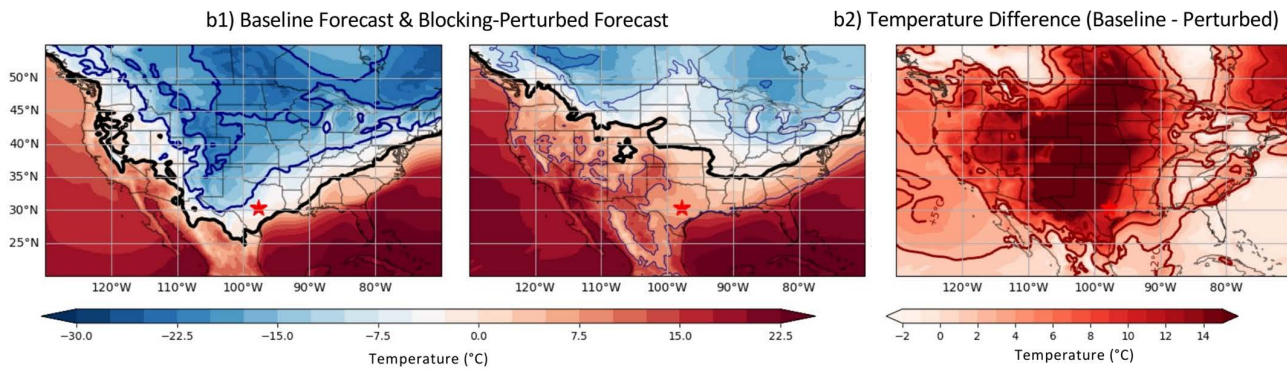 b1) Baseline Forecast & Blocking-Perturbed Forecast
b2) Temperature Difference (Baseline - Perturbed)
50°N
45°N
40°N
35°N
30°N
25°N
120°W 110°W 100°W 90°W 80°W
120°W 110°W 100°W 90°W 80°W
120°W 110°W 100°W 90°W 80°W
+5°C
+2°C
−30.0 −22.5 −15.0 −7.5 0.0 7.5 15.0 22.5
Temperature (°C)
−2 0 2 4 6 8 10 12 14
Temperature (°C)